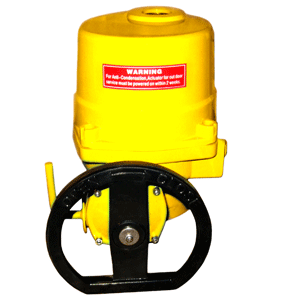 WARNING
For Anti-Condensation, Actuator for out door
service must be powered on within 2 weeks.